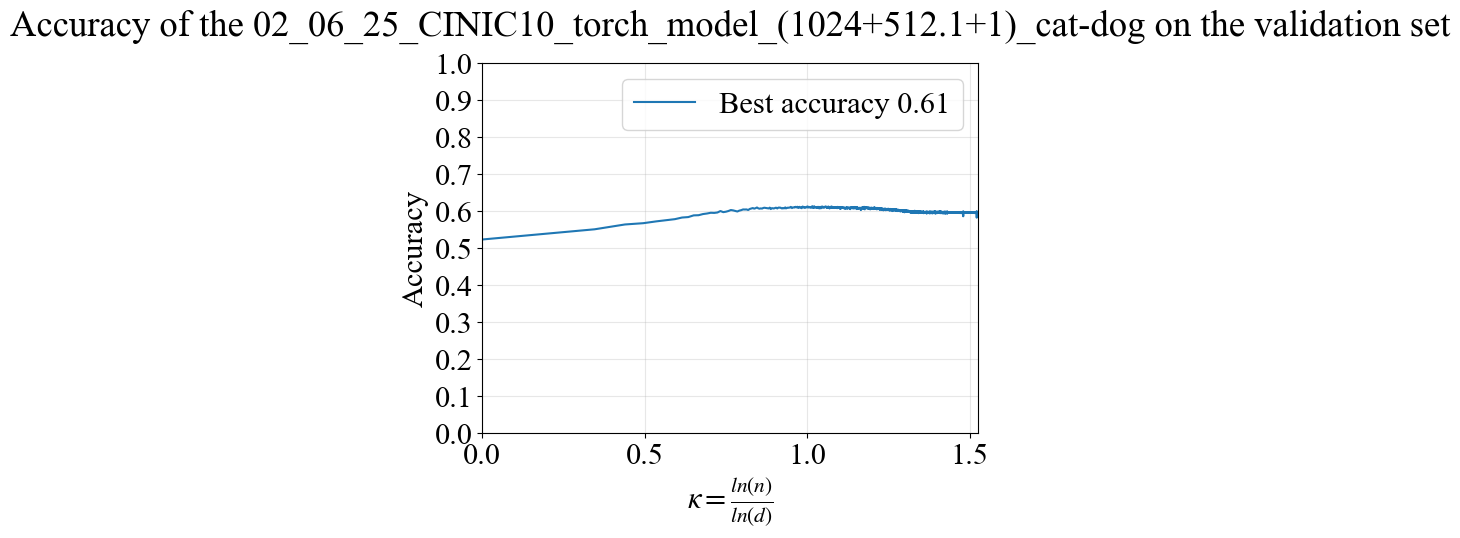 Accuracy of the 02_06_25_CINIC10_torch_model_(1024+512.1+1)_cat-dog on the validation set
Best accuracy 0.61
Accuracy
1.0
0.9
0.8
0.7
0.6
0.5
0.4
0.3
0.2
0.1
0.0
0.0 0.5 1.0 1.5
κ = ln(n) / ln(d)